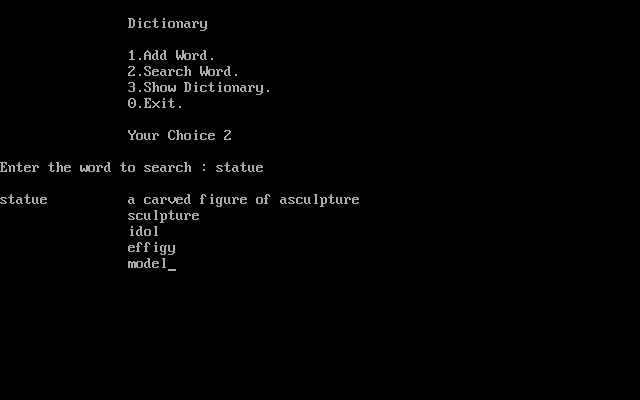 Dictionary
1.Add Word.
2.Search Word.
3.Show Dictionary.
0.Exit.
Your Choice 2
Enter the word to search : statue
statue a carved figure of asculpture
sculpture
idol
effigy
model_